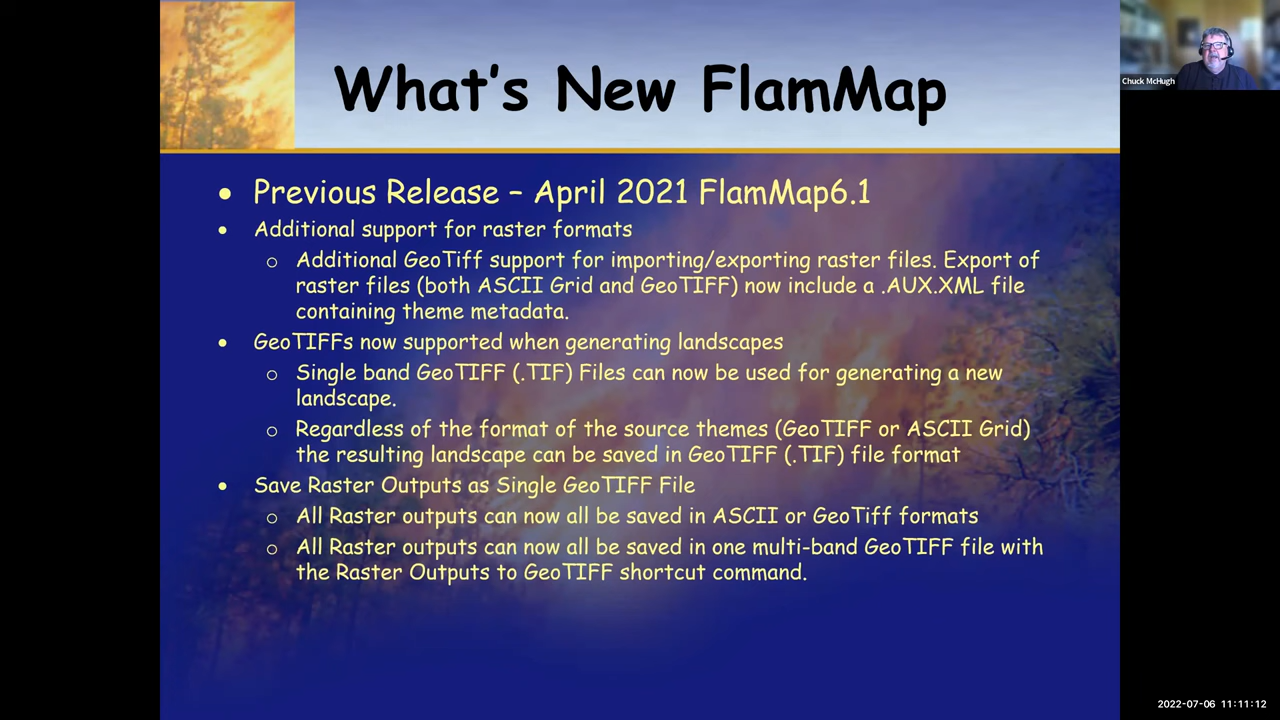 What's New FlamMap
Chuck McHugh
• Previous Release – April 2021 FlamMap6.1
• Additional support for raster formats
o Additional GeoTiff support for importing/exporting raster files. Export of
raster files (both ASCII Grid and GeoTIFF) now include a .AUX.XML file
containing theme metadata.
• GeoTIFFs now supported when generating landscapes
o Single band GeoTIFF (.TIF) Files can now be used for generating a new
landscape.
o Regardless of the format of the source themes (GeoTIFF or ASCII Grid)
the resulting landscape can be saved in GeoTIFF (.TIF) file format
• Save Raster Outputs as Single GeoTIFF File
o All Raster outputs can now all be saved in ASCII or GeoTiff formats
o All Raster outputs can now all be saved in one multi-band GeoTIFF file with
the Raster Outputs to GeoTIFF shortcut command.
2022-07-06 11:11:12